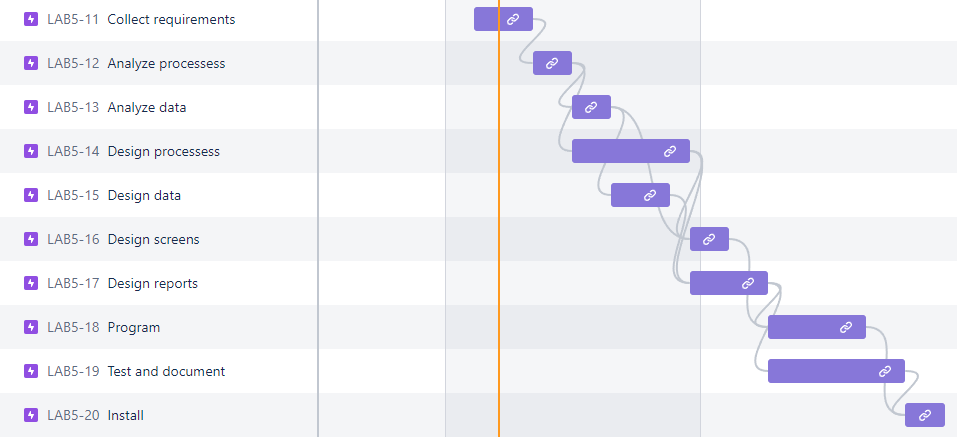 LAB5-11 Collect requirements
LAB5-12 Analyze processess
LAB5-13 Analyze data
LAB5-14 Design processess
LAB5-15 Design data
LAB5-16 Design screens
LAB5-17 Design reports
LAB5-18 Program
LAB5-19 Test and document
LAB5-20 Install